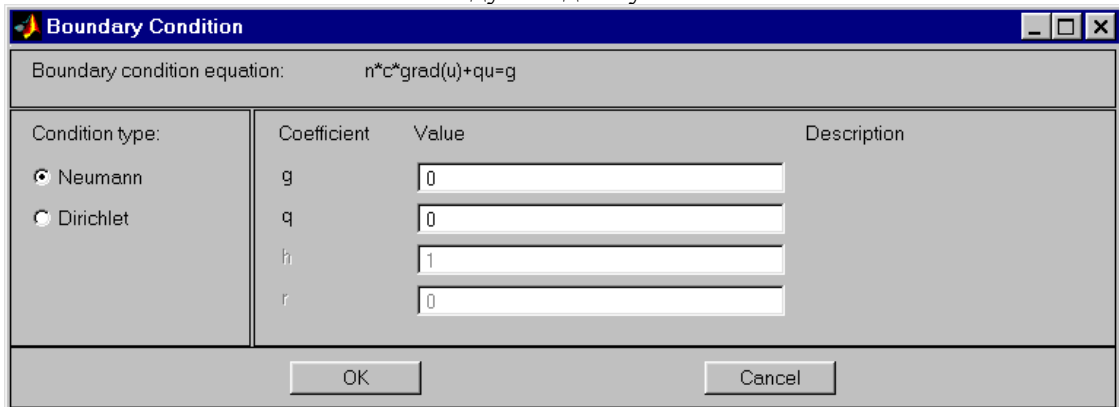 Boundary Condition
Boundary condition equation: n*c*grad(u)+qu=g
Condition type: Coefficient Value Description
Neumann g 0
Dirichlet q 0
h 1
r 0
OK Cancel